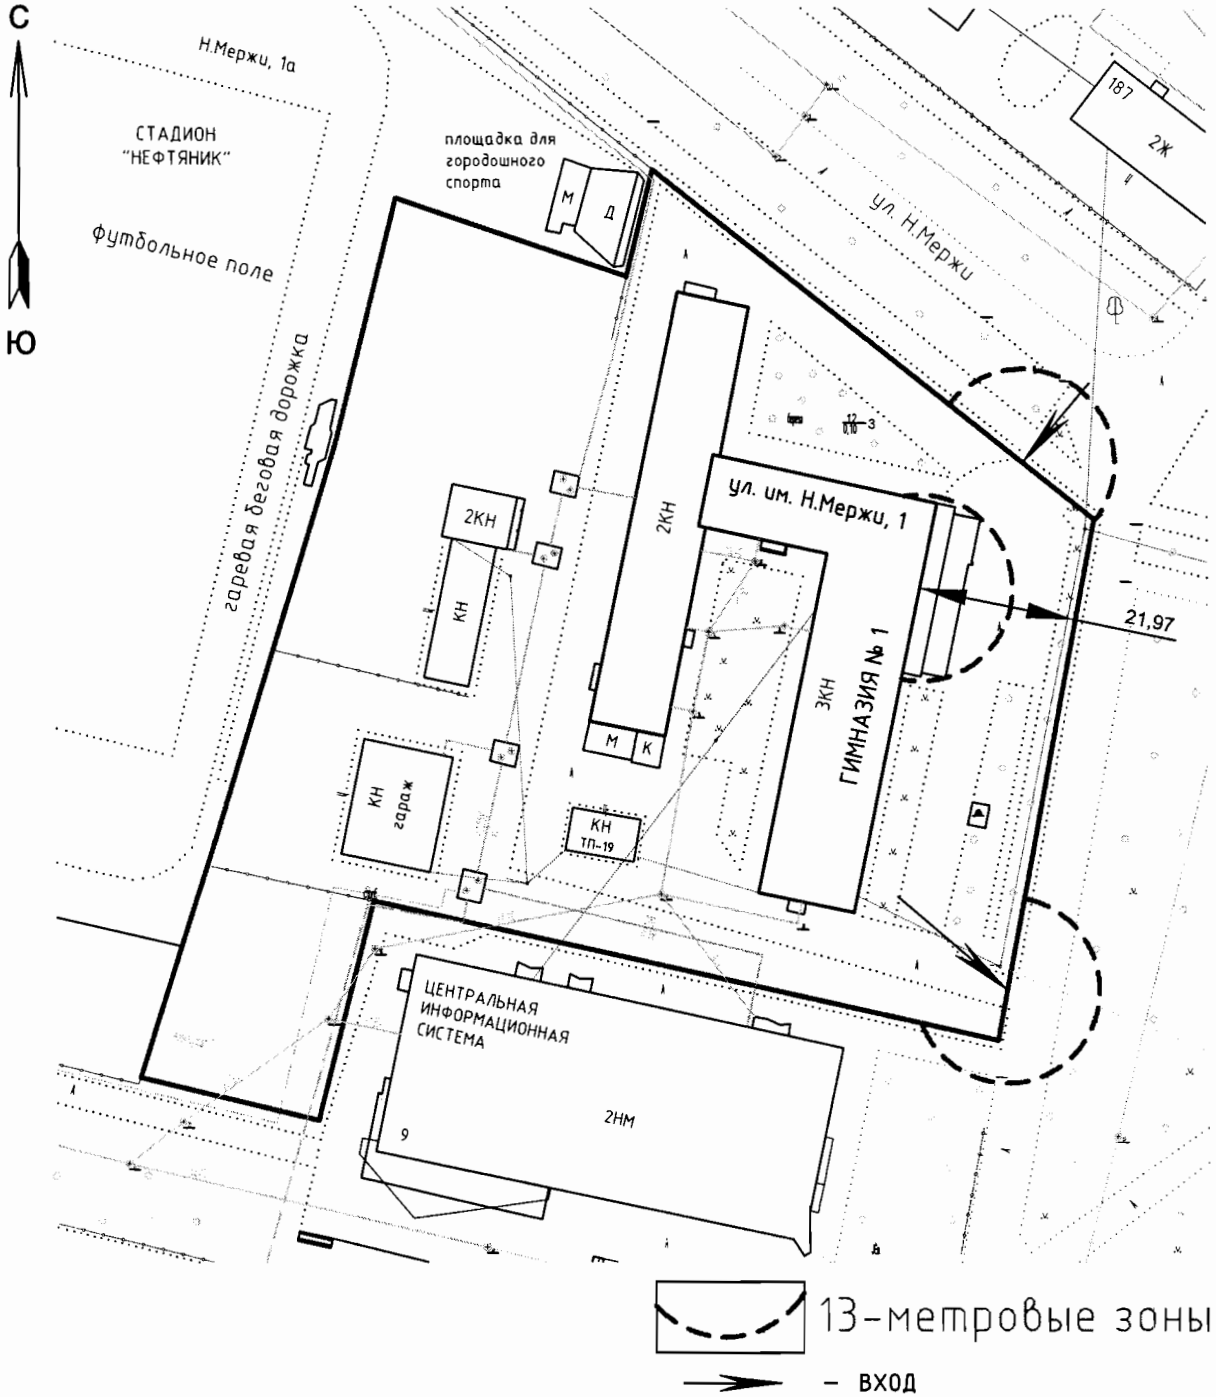 С
Ю
Н.Мержи, 1а
СТАДИОН
"НЕФТЯНИК"
футбольное поле
гаревая беговая дорожка
площадка для
городошного
спорта
М
Д
187
2Ж
ул. Н.Мержи
ул. им. Н.Мержи, 1
2КН
2КН
КН
3КН
ГИМНАЗИЯ № 1
21,97
М
К
КН
гараж
КН
ТП-19
ЦЕНТРАЛЬНАЯ
ИНФОРМАЦИОННАЯ
СИСТЕМА
2НМ
9
13-метровые зоны
- ВХОД